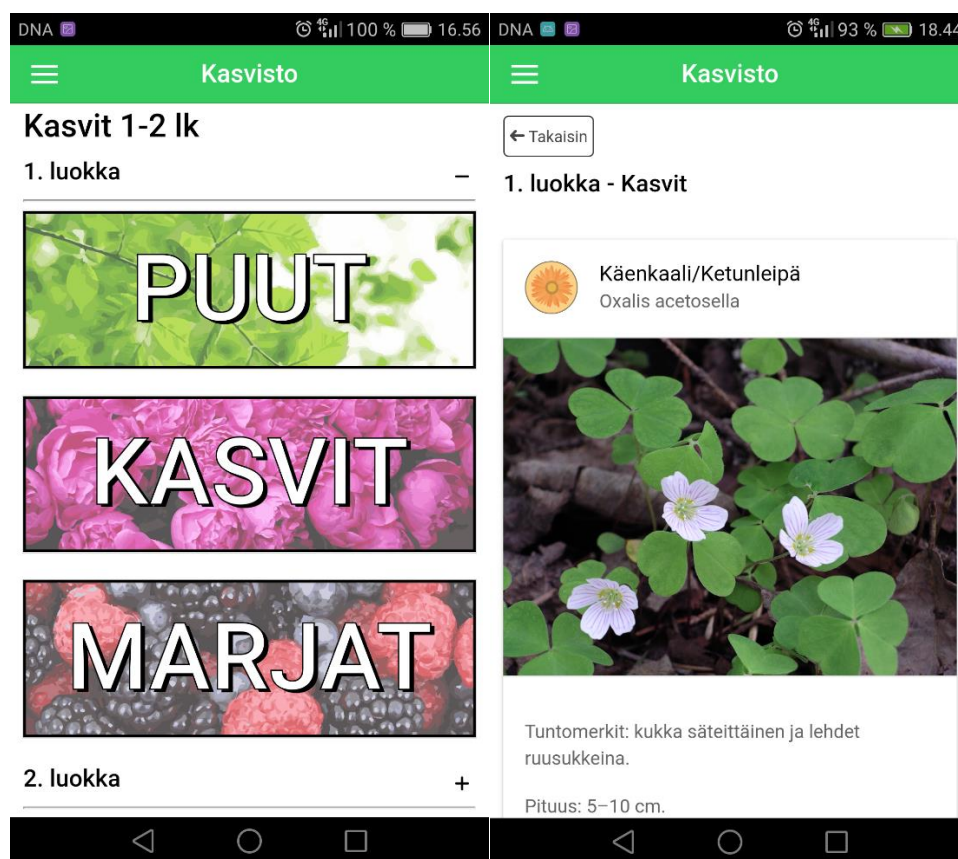 DNA 4G 100 % 16.56
Kasvisto
Kasvit 1-2 lk
1. luokka –
PUUT
KASVIT
MARJAT
2. luokka +
DNA 4G 93 % 18.44
Kasvisto
← Takaisin
1. luokka - Kasvit
Käenkaali/Ketunleipä
Oxalis acetosella
Tuntomerkit: kukka säteittäinen ja lehdet
ruusukkeina.
Pituus: 5–10 cm.